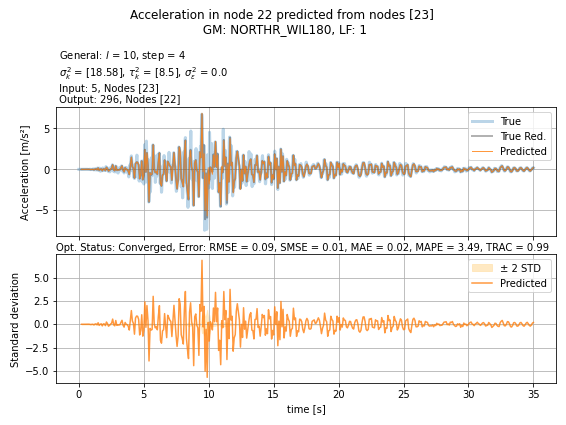 Acceleration in node 22 predicted from nodes [23]
GM: NORTHR_WIL180, LF: 1
General: l = 10, step = 4
σ²ₖ = [18.58], τ²ₖ = [8.5], σ²ε = 0.0
Input: 5, Nodes [23]
Output: 296, Nodes [22]
Acceleration [m/s²]
5
0
−5
True
True Red.
Predicted
Opt. Status: Converged, Error: RMSE = 0.09, SMSE = 0.01, MAE = 0.02, MAPE = 3.49, TRAC = 0.99
Standard deviation
5.0
2.5
0.0
−2.5
−5.0
± 2 STD
Predicted
0 5 10 15 20 25 30 35
time [s]